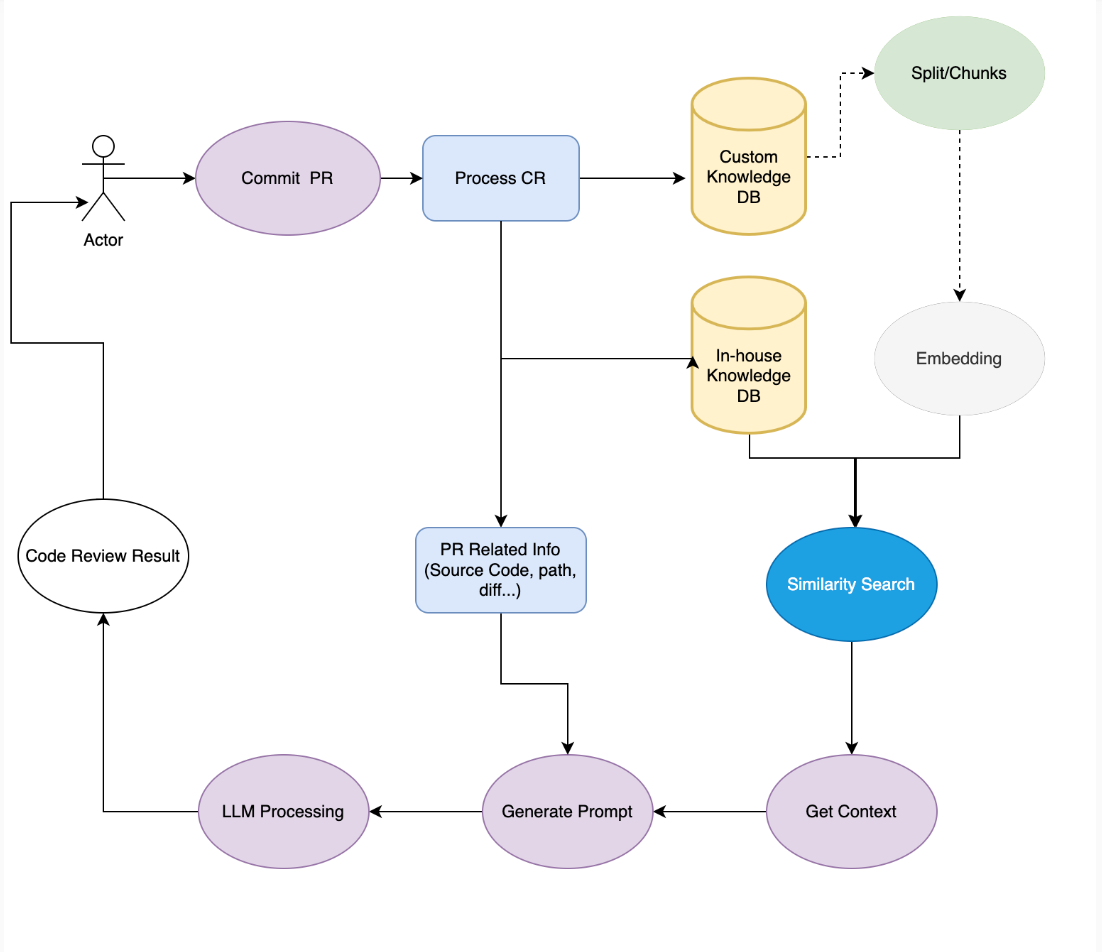 Split/Chunks
Custom
Knowledge
DB
Commit PR
Process CR
Actor
In-house
Knowledge
DB
Embedding
PR Related Info
(Source Code, path,
diff...)
Code Review Result
Similarity Search
LLM Processing
Generate Prompt
Get Context